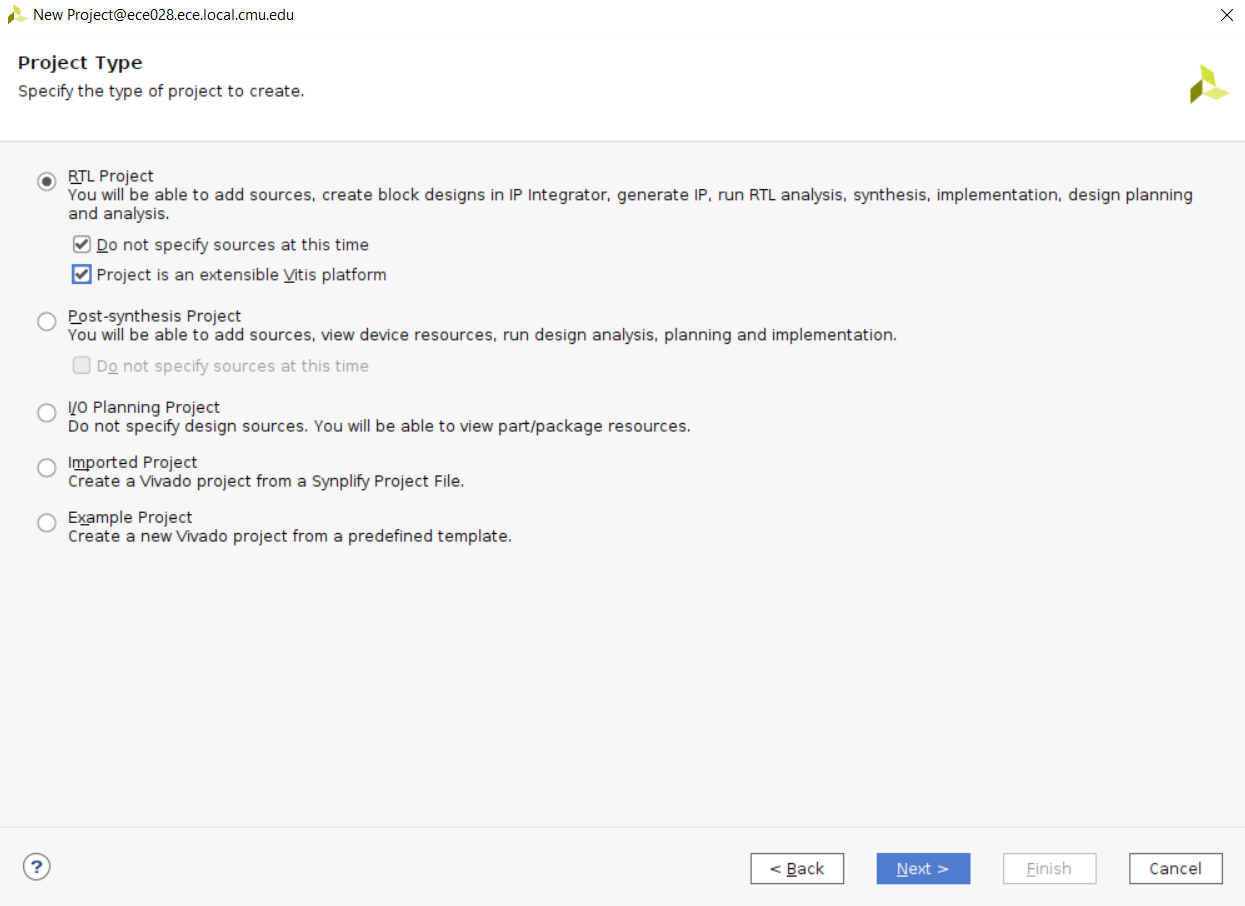 New Project@ece028.ece.local.cmu.edu
Project Type
Specify the type of project to create.
RTL Project
You will be able to add sources, create block designs in IP Integrator, generate IP, run RTL analysis, synthesis, implementation, design planning
and analysis.
Do not specify sources at this time
Project is an extensible Vitis platform
Post-synthesis Project
You will be able to add sources, view device resources, run design analysis, planning and implementation.
Do not specify sources at this time
I/O Planning Project
Do not specify design sources. You will be able to view part/package resources.
Imported Project
Create a Vivado project from a Synplify Project File.
Example Project
Create a new Vivado project from a predefined template.
? < Back Next > Finish Cancel